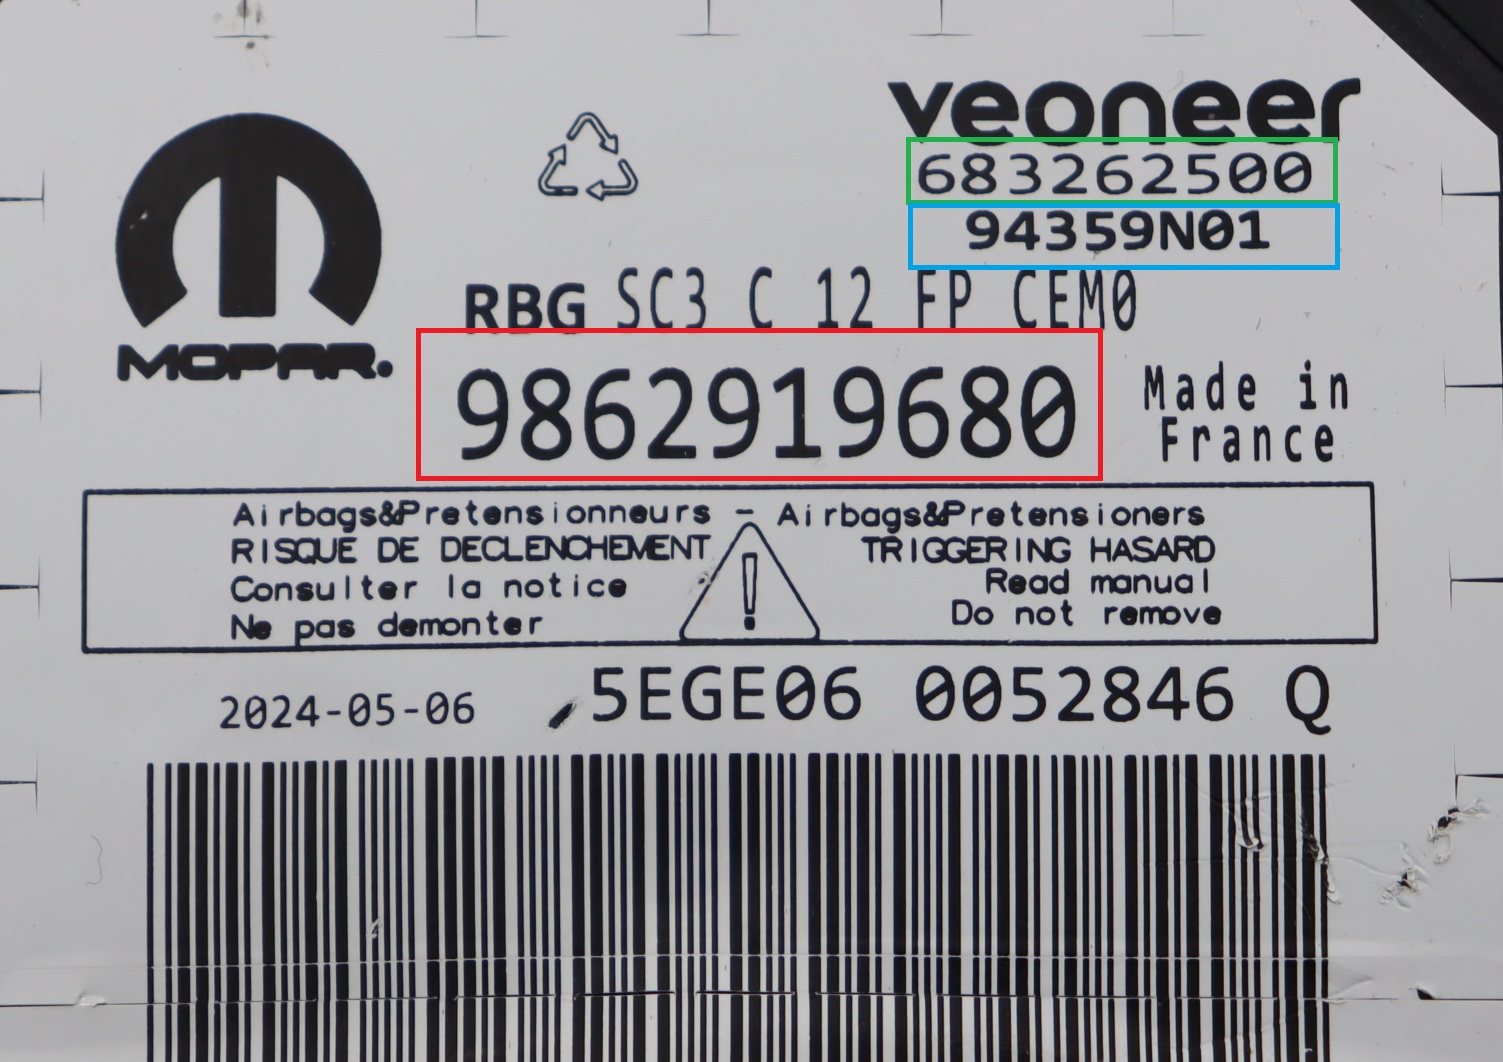 veoneer
683262500
94359N01
MOPAR.
RBG SC3 C 12 FP CEM0
9862919680
Made in
France
Airbags&Pretensionneurs - Airbags&Pretensioners
RISQUE DE DECLENCHEMENT TRIGGERING HASARD
Consulter la notice Read manual
Ne pas demonter Do not remove
2024-05-06 5EGE06 0052846 Q